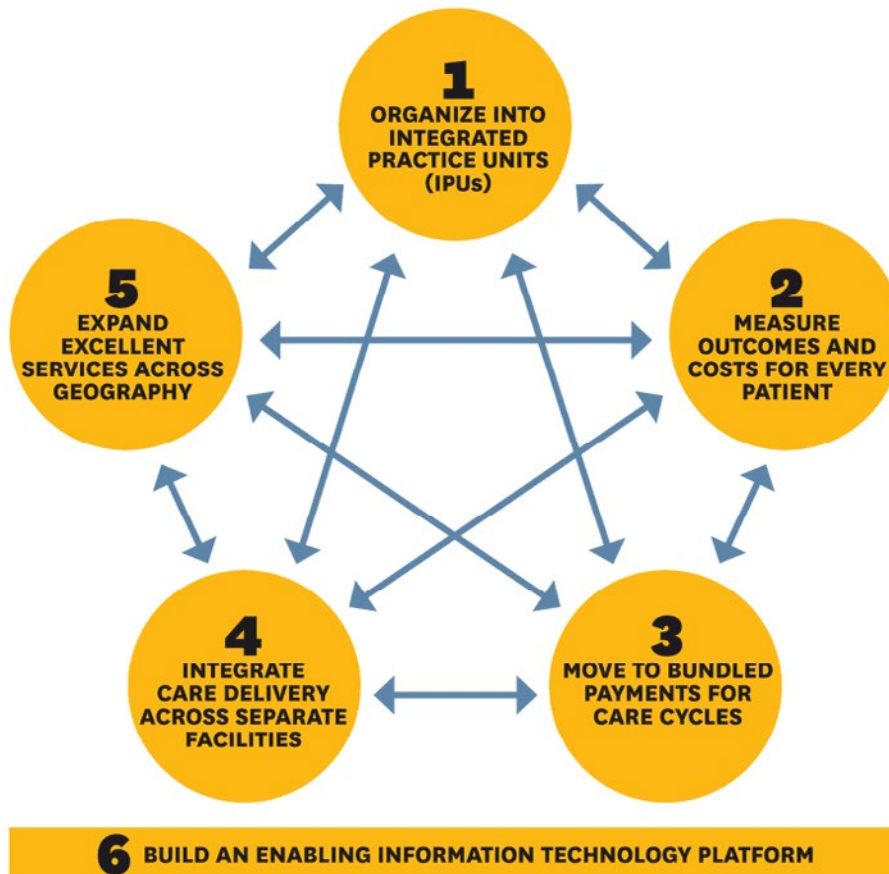 1
ORGANIZE INTO
INTEGRATED
PRACTICE UNITS
(IPUs)
2
MEASURE
OUTCOMES AND
COSTS FOR EVERY
PATIENT
3
MOVE TO BUNDLED
PAYMENTS FOR
CARE CYCLES
4
INTEGRATE
CARE DELIVERY
ACROSS SEPARATE
FACILITIES
5
EXPAND
EXCELLENT
SERVICES ACROSS
GEOGRAPHY
6 BUILD AN ENABLING INFORMATION TECHNOLOGY PLATFORM